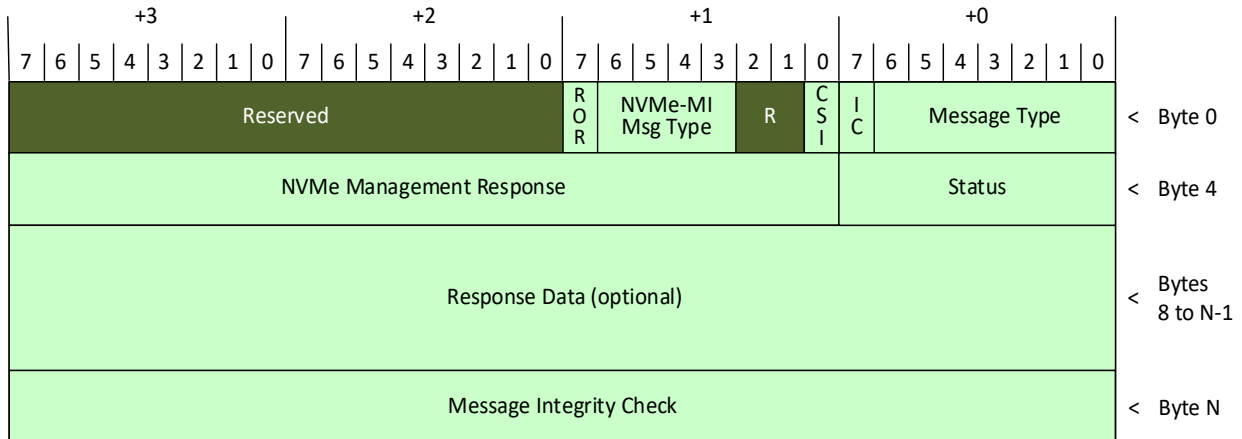 +3 +2 +1 +0
7 6 5 4 3 2 1 0 7 6 5 4 3 2 1 0 7 6 5 4 3 2 1 0 7 6 5 4 3 2 1 0
Reserved
R
O
R
NVMe-MI
Msg Type
R
C
S
I
I
C
Message Type
< Byte 0
NVMe Management Response Status < Byte 4
Response Data (optional)
< Bytes
8 to N-1
Message Integrity Check < Byte N